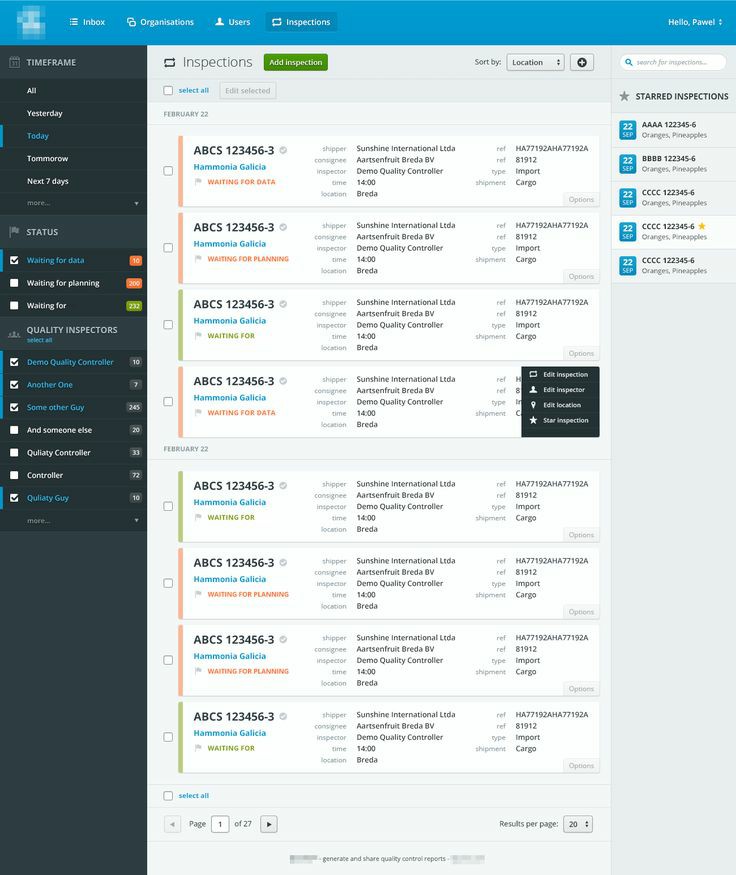 Inbox
Organisations
Users
Inspections
Hello, Pawel
TIMEFRAME
All
Yesterday
Today
Tommorow
Next 7 days
more...
STATUS
Waiting for data 10
Waiting for planning 200
Waiting for 232
QUALITY INSPECTORS
select all
Demo Quality Controller 10
Another One 7
Some other Guy 245
And someone else 20
Quliaty Controller 33
Controller 72
Quliaty Guy 10
more...
Inspections
Add inspection
Sort by: Location
select all
Edit selected
FEBRUARY 22
ABCS 123456-3
Hammonia Galicia
WAITING FOR DATA
shipper Sunshine International Ltda
consignee Aartsenfruit Breda BV
inspector Demo Quality Controller
time 14:00
location Breda
ref HA77192AHA77192A
ref 81912
type Import
shipment Cargo
Options
ABCS 123456-3
Hammonia Galicia
WAITING FOR PLANNING
shipper Sunshine International Ltda
consignee Aartsenfruit Breda BV
inspector Demo Quality Controller
time 14:00
location Breda
ref HA77192AHA77192A
ref 81912
type Import
shipment Cargo
Options
ABCS 123456-3
Hammonia Galicia
WAITING FOR
shipper Sunshine International Ltda
consignee Aartsenfruit Breda BV
inspector Demo Quality Controller
time 14:00
location Breda
ref HA77192AHA77192A
ref 81912
type Import
shipment Cargo
Options
ABCS 123456-3
Hammonia Galicia
WAITING FOR DATA
shipper Sunshine International Ltda
consignee Aartsenfruit Breda BV
inspector Demo Quality Controller
time 14:00
location Breda
ref
ref
type
shipment
Edit inspection
Edit inspector
Edit location
Star inspection
FEBRUARY 22
ABCS 123456-3
Hammonia Galicia
WAITING FOR
shipper Sunshine International Ltda
consignee Aartsenfruit Breda BV
inspector Demo Quality Controller
time 14:00
location Breda
ref HA77192AHA77192A
ref 81912
type Import
shipment Cargo
Options
ABCS 123456-3
Hammonia Galicia
WAITING FOR PLANNING
shipper Sunshine International Ltda
consignee Aartsenfruit Breda BV
inspector Demo Quality Controller
time 14:00
location Breda
ref HA77192AHA77192A
ref 81912
type Import
shipment Cargo
Options
ABCS 123456-3
Hammonia Galicia
WAITING FOR PLANNING
shipper Sunshine International Ltda
consignee Aartsenfruit Breda BV
inspector Demo Quality Controller
time 14:00
location Breda
ref HA77192AHA77192A
ref 81912
type Import
shipment Cargo
Options
ABCS 123456-3
Hammonia Galicia
WAITING FOR
shipper Sunshine International Ltda
consignee Aartsenfruit Breda BV
inspector Demo Quality Controller
time 14:00
location Breda
ref HA77192AHA77192A
ref 81912
type Import
shipment Cargo
Options
select all
Page 1 of 27
Results per page: 20
- generate and share quality control reports -
search for inspections...
STARRED INSPECTIONS
22 SEP
AAAA 122345-6
Oranges, Pineapples
22 SEP
BBBB 122345-6
Oranges, Pineapples
22 SEP
CCCC 122345-6
Oranges, Pineapples
22 SEP
CCCC 122345-6
Oranges, Pineapples
22 SEP
CCCC 122345-6
Oranges, Pineapples